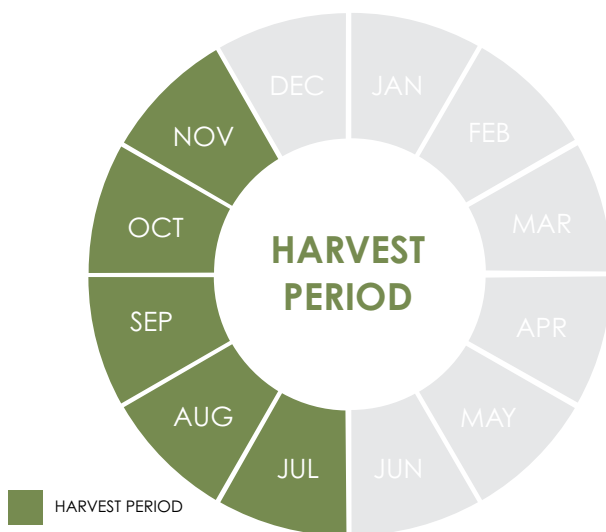 DEC
JAN
NOV
FEB
OCT
MAR
HARVEST
PERIOD
SEP
APR
AUG
MAY
JUL
JUN
HARVEST PERIOD